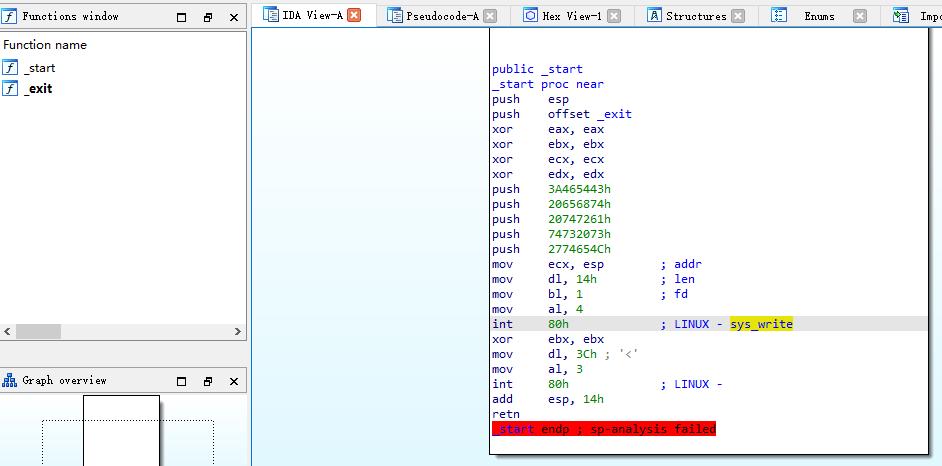 Functions window
IDA View-A
Pseudocode-A
Hex View-1
Structures
Enums
Function name
f _start
f _exit
public _start
_start proc near
push esp
push offset _exit
xor eax, eax
xor ebx, ebx
xor ecx, ecx
xor edx, edx
push 3A465443h
push 20656874h
push 20747261h
push 74732073h
push 2774654Ch
mov ecx, esp ; addr
mov dl, 14h ; len
mov bl, 1 ; fd
mov al, 4
int 80h ; LINUX - sys_write
xor ebx, ebx
mov dl, 3Ch ; '<'
mov al, 3
int 80h ; LINUX -
add esp, 14h
retn
_start endp ; sp-analysis failed
Graph overview